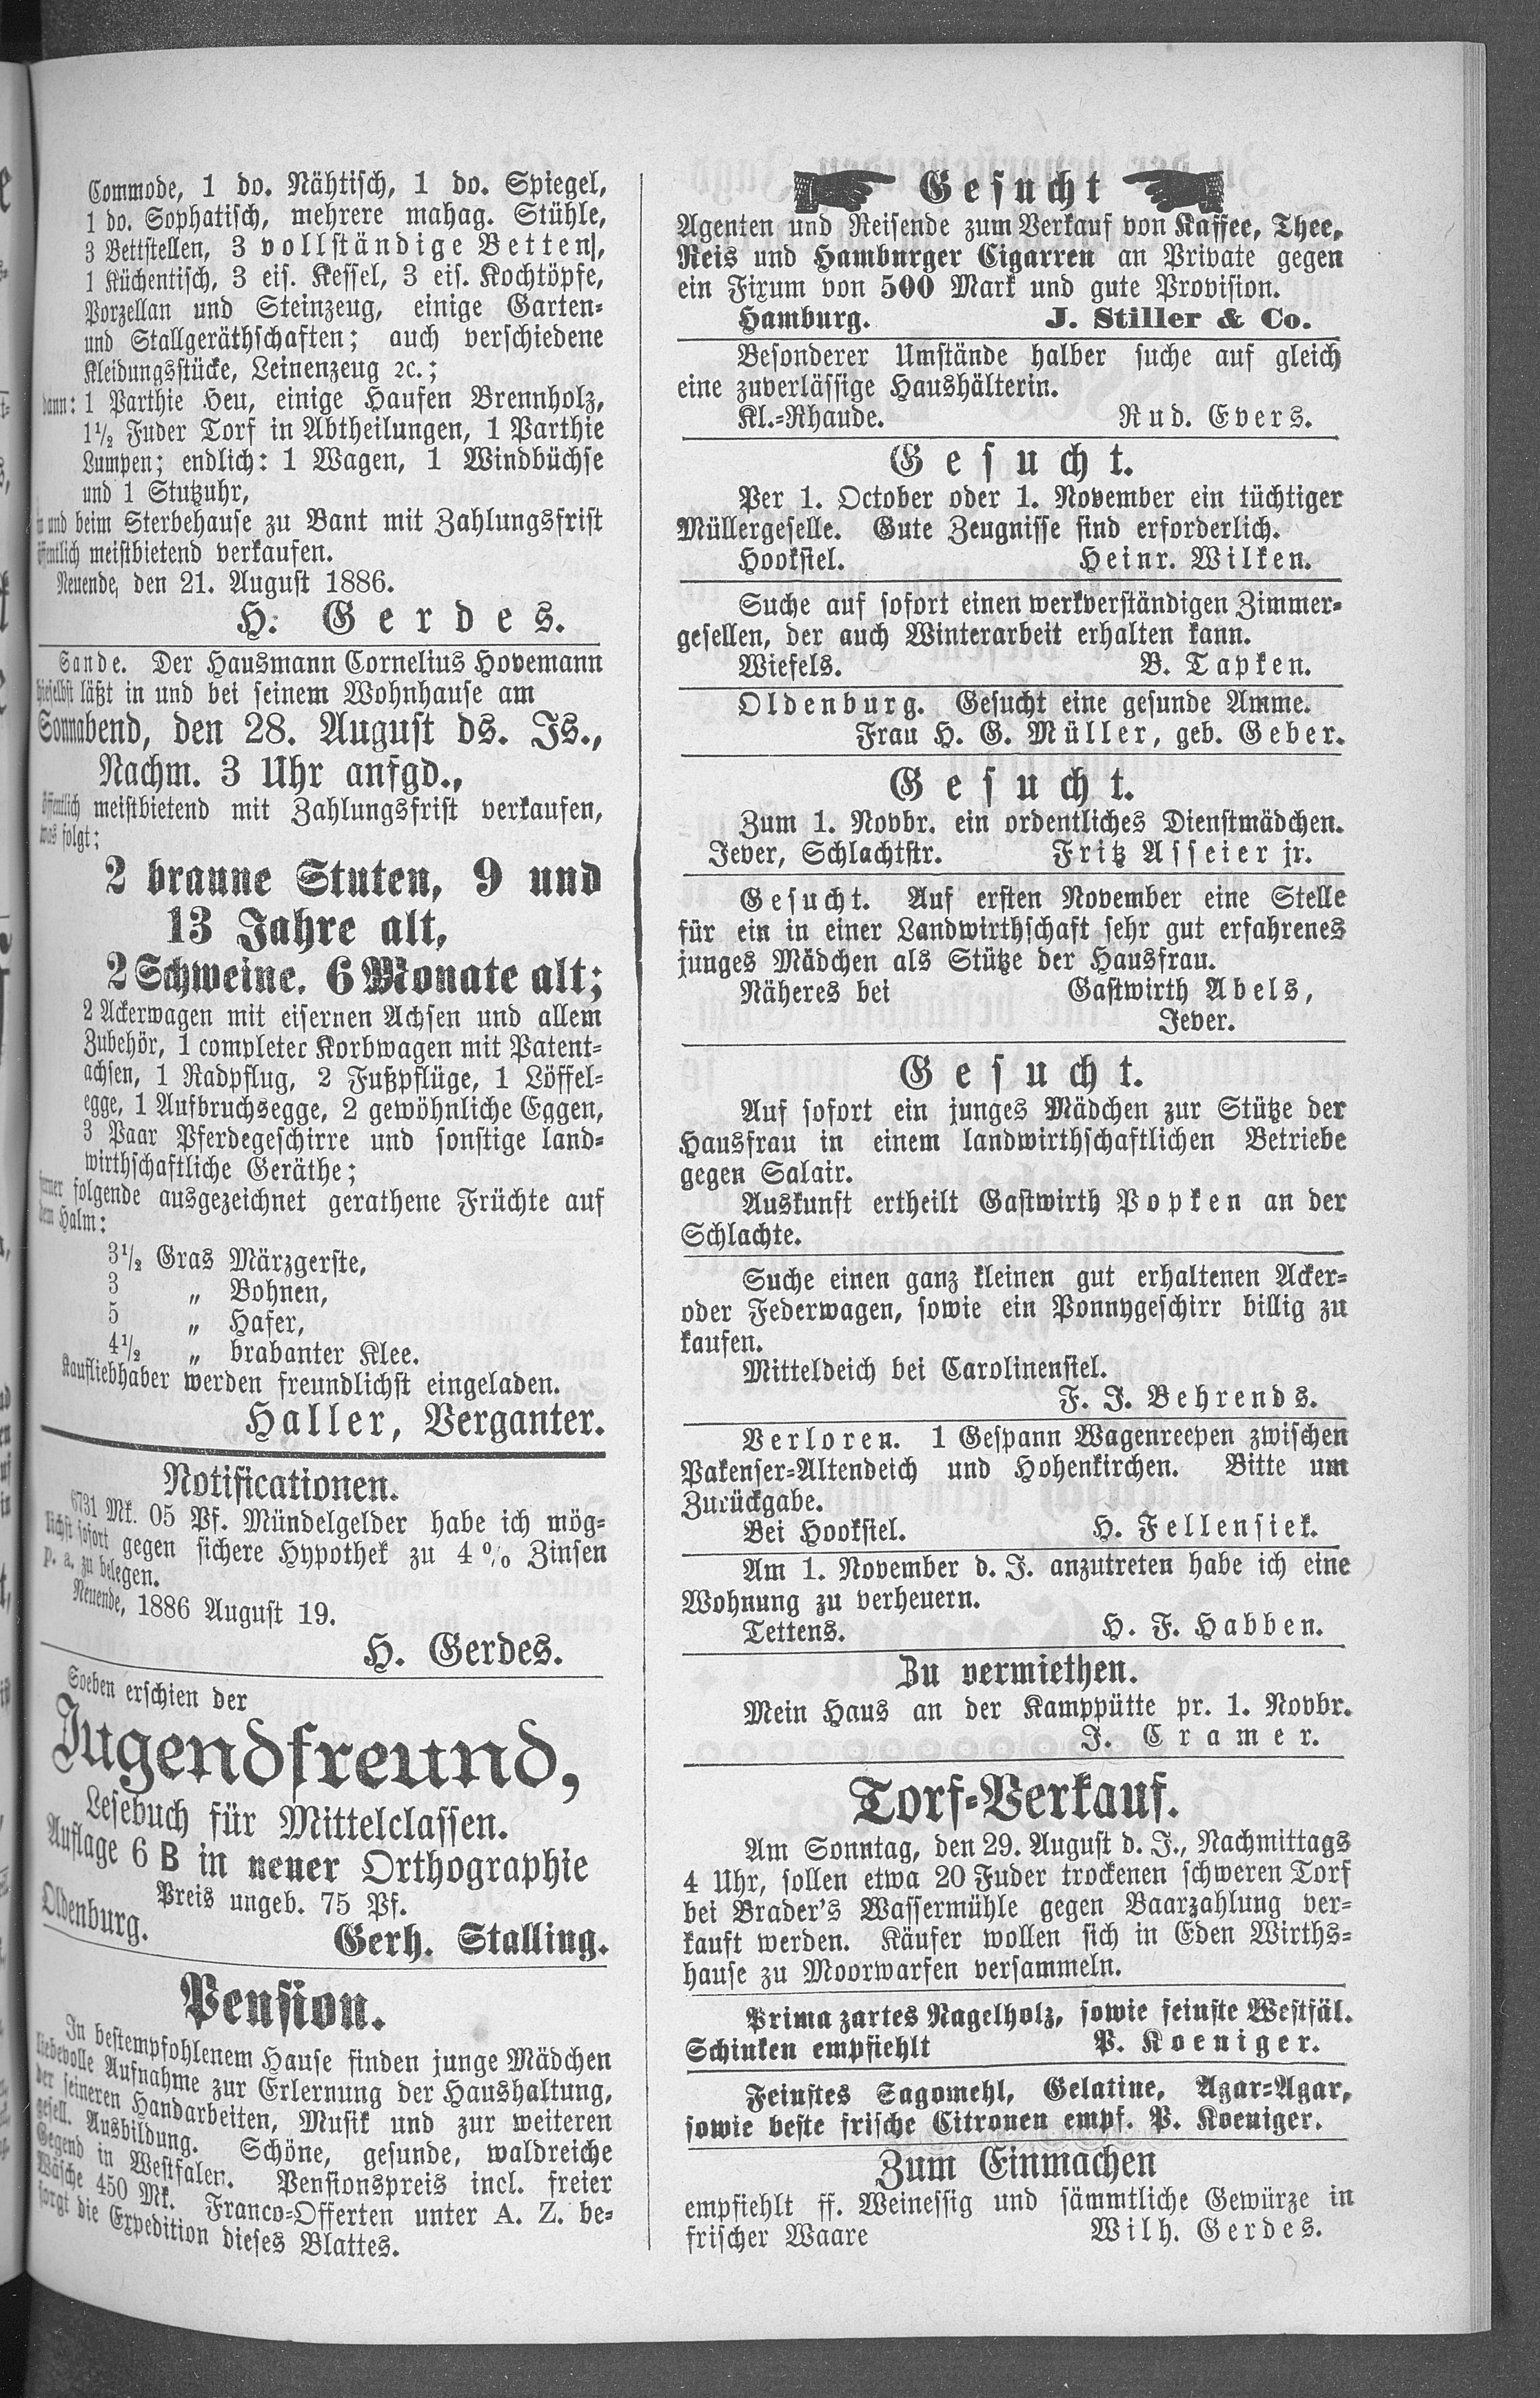 Commode, 1 do. Nähtisch, 1 do. Spiegel,
1 do. Sophatisch, mehrere mahag. Stühle,
3 Bettstellen, 3 vollständige Betten,
1 Küchentisch, 3 eis. Kessel, 3 eis. Kochtöpfe,
Porzellan und Steinzeug, einige Garten-
und Stallgeräthschaften; auch verschiedene
Kleidungsstücke, Leinenzeug ꝛc.;
dann: 1 Parthie Heu, einige Haufen Brennholz,
1½ Fuder Torf in Abtheilungen, 1 Parthie
Lumpen; endlich: 1 Wagen, 1 Windbüchse
und 1 Stutzuhr,
in und beim Sterbehause zu Bant mit Zahlungsfrist
öffentlich meistbietend verkaufen.
Neuende, den 21. August 1886.
H. Gerdes.
Sande. Der Hausmann Cornelius Hovemann
hieselbst läßt in und bei seinem Wohnhause am
Sonnabend, den 28. August ds. Js.,
Nachm. 3 Uhr anfgd.,
öffentlich meistbietend mit Zahlungsfrist verkaufen,
was folgt:
2 braune Stuten, 9 und
13 Jahre alt,
2 Schweine, 6 Monate alt;
2 Ackerwagen mit eisernen Achsen und allem
Zubehör, 1 completer Korbwagen mit Patent-
achsen, 1 Radpflug, 2 Fußpflüge, 1 Löffel-
egge, 1 Aufbruchsegge, 2 gewöhnliche Eggen,
3 Paar Pferdegeschirre und sonstige land-
wirthschaftliche Geräthe;
ferner folgende ausgezeichnet gerathene Früchte auf
dem Halm:
3½ Gras Märzgerste,
3 „ Bohnen,
5 „ Hafer,
4½ „ brabanter Klee.
Kaufliebhaber werden freundlichst eingeladen.
Haller, Verganter.
Notificationen.
6731 Mk. 05 Pf. Mündelgelder habe ich mög-
lichst sofort gegen sichere Hypothek zu 4 % Zinsen
p. a. zu belegen.
Neuende, 1886 August 19.
H. Gerdes.
Soeben erschien der
Jugendfreund,
Lesebuch für Mittelclassen.
Auflage 6 B in neuer Orthographie
Preis ungeb. 75 Pf.
Oldenburg. Gerh. Stalling.
Pension.
In bestempfohlenem Hause finden junge Mädchen
liebevolle Aufnahme zur Erlernung der Haushaltung,
der feineren Handarbeiten, Musik und zur weiteren
gesell. Ausbildung. Schöne, gesunde, waldreiche
Gegend in Westfalen. Pensionspreis incl. freier
Wäsche 450 Mk. Franco-Offerten unter A. Z. be-
sorgt die Expedition dieses Blattes.
Gesucht
Agenten und Reisende zum Verkauf von Kaffee, Thee,
Reis und Hamburger Cigarren an Private gegen
ein Fixum von 500 Mark und gute Provision.
Hamburg. J. Stiller & Co.
Besonderer Umstände halber suche auf gleich
eine zuverlässige Haushälterin.
Kl.-Rhaude. Rud. Evers.
Gesucht.
Per 1. October oder 1. November ein tüchtiger
Müllergeselle. Gute Zeugnisse sind erforderlich.
Hooksiel. Heinr. Wilken.
Suche auf sofort einen werkverständigen Zimmer-
gesellen, der auch Winterarbeit erhalten kann.
Wiefels. B. Tapken.
Oldenburg. Gesucht eine gesunde Amme.
Frau H. G. Müller, geb. Geber.
Gesucht.
Zum 1. Novbr. ein ordentliches Dienstmädchen.
Jever, Schlachtstr. Fritz Asseier jr.
Gesucht. Auf ersten November eine Stelle
für ein in einer Landwirthschaft sehr gut erfahrenes
junges Mädchen als Stütze der Hausfrau.
Näheres bei Gastwirth Abels,
Jever.
Gesucht.
Auf sofort ein junges Mädchen zur Stütze der
Hausfrau in einem landwirthschaftlichen Betriebe
gegen Salair.
Auskunft ertheilt Gastwirth Popken an der
Schlachte.
Suche einen ganz kleinen gut erhaltenen Acker-
oder Federwagen, sowie ein Ponnygeschirr billig zu
kaufen.
Mitteldeich bei Carolinensiel.
F. J. Behrends.
Verloren. 1 Gespann Wagenreepen zwischen
Pakenser-Altendeich und Hohenkirchen. Bitte um
Zurückgabe.
Bei Hooksiel. H. Fellensiek.
Am 1. November d. J. anzutreten habe ich eine
Wohnung zu verheuern.
Tettens. H. F. Habben.
Zu vermiethen.
Mein Haus an der Kamppütte pr. 1. Novbr.
J. Cramer.
Torf-Verkauf.
Am Sonntag, den 29. August d. J., Nachmittags
4 Uhr, sollen etwa 20 Fuder trockenen schweren Torf
bei Brader's Wassermühle gegen Baarzahlung ver-
kauft werden. Käufer wollen sich in Eden Wirths-
hause zu Moorwarfen versammeln.
Prima zartes Nagelholz, sowie feinste Westfäl.
Schinken empfiehlt P. Koeniger.
Feinstes Sagomehl, Gelatine, Agar-Agar,
sowie beste frische Citronen empf. P. Koeniger.
Zum Einmachen
empfiehlt ff. Weinessig und sämmtliche Gewürze in
frischer Waare Wilh. Gerdes.